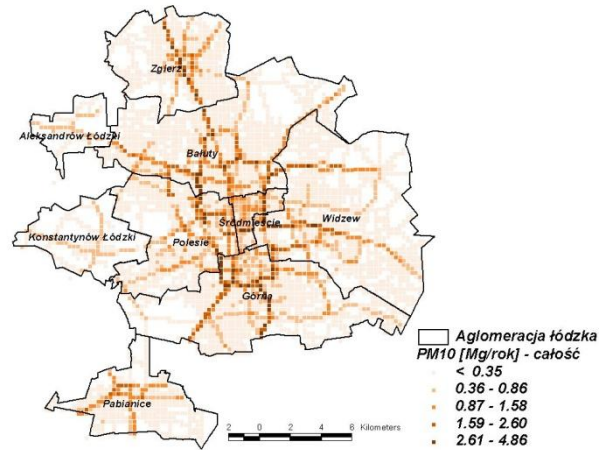 Zgierz
Aleksandrów Łódzki
Bałuty
Śródmieście
Widzew
Konstantynów Łódzki
Polesie
Górna
Pabianice
Aglomeracja łódzka
PM10 [Mg/rok] - całość
< 0.35
0.36 - 0.86
0.87 - 1.58
1.59 - 2.60
2.61 - 4.86
2 0 2 4 6 Kilometers